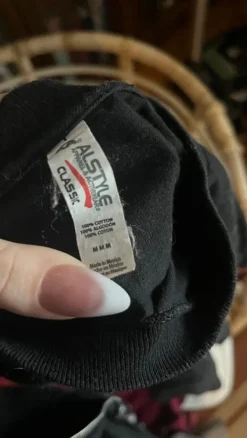 ALSTYLE
CLASSIC
100% COTTON
100% ALGODON
100% COTON
M M M
Made in Mexico